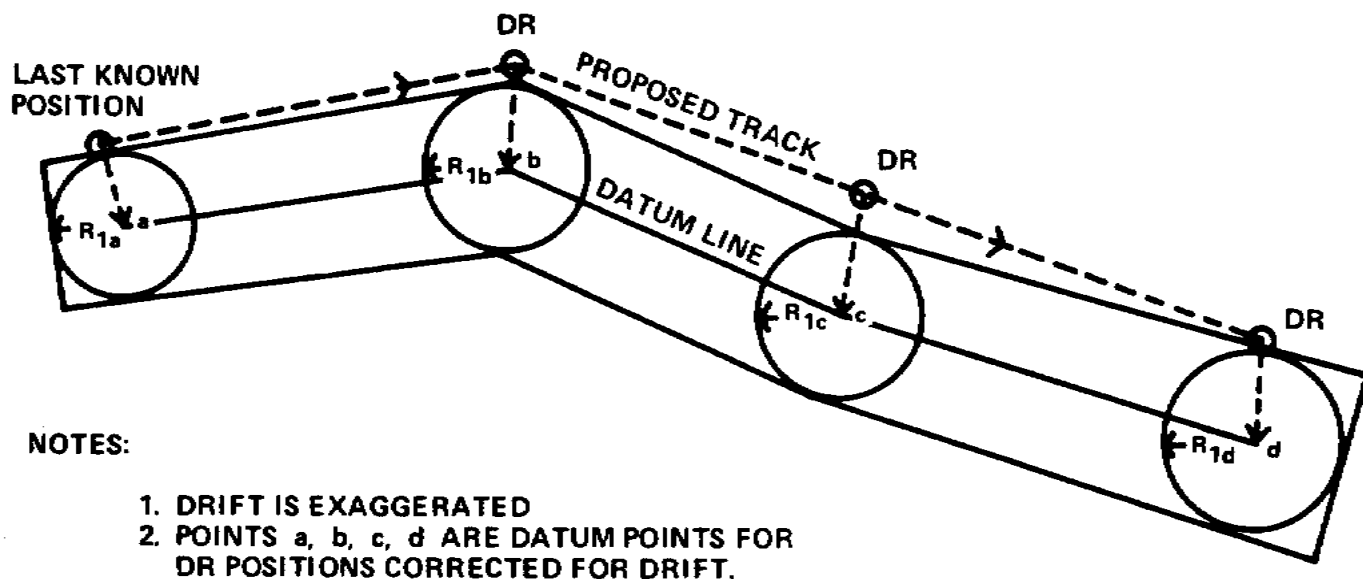 DR
LAST KNOWN
POSITION
PROPOSED TRACK
DR
R1b
b
DATUM LINE
R1a
a
R1c
c
DR
R1d
d
NOTES:
1. DRIFT IS EXAGGERATED
2. POINTS a, b, c, d ARE DATUM POINTS FOR
DR POSITIONS CORRECTED FOR DRIFT.